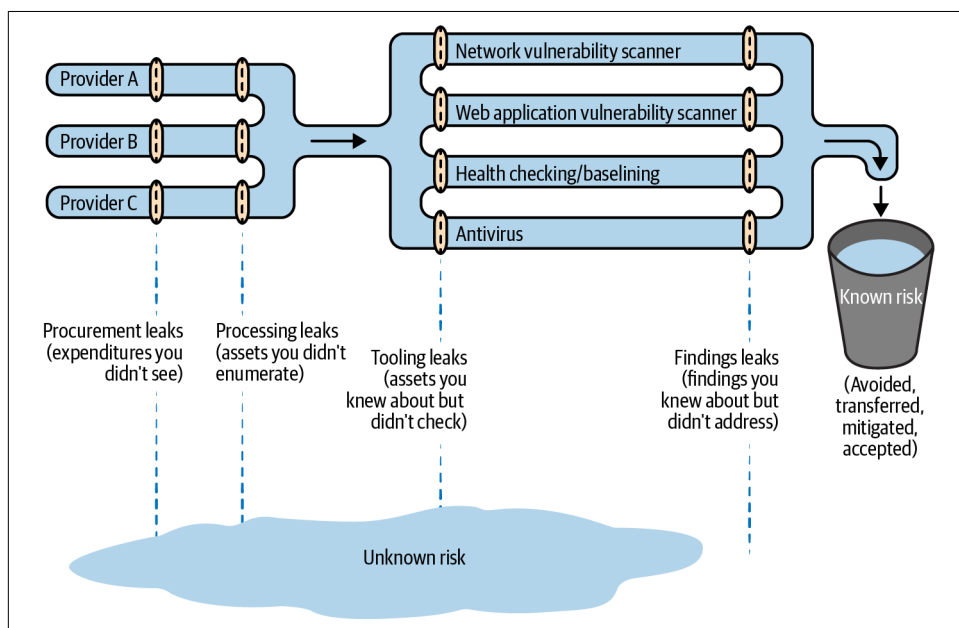 Provider A
Provider B
Provider C
Network vulnerability scanner
Web application vulnerability scanner
Health checking/baselining
Antivirus
Procurement leaks
(expenditures you
didn't see)
Processing leaks
(assets you didn't
enumerate)
Tooling leaks
(assets you
knew about but
didn't check)
Findings leaks
(findings you
knew about but
didn't address)
Known risk
(Avoided,
transferred,
mitigated,
accepted)
Unknown risk